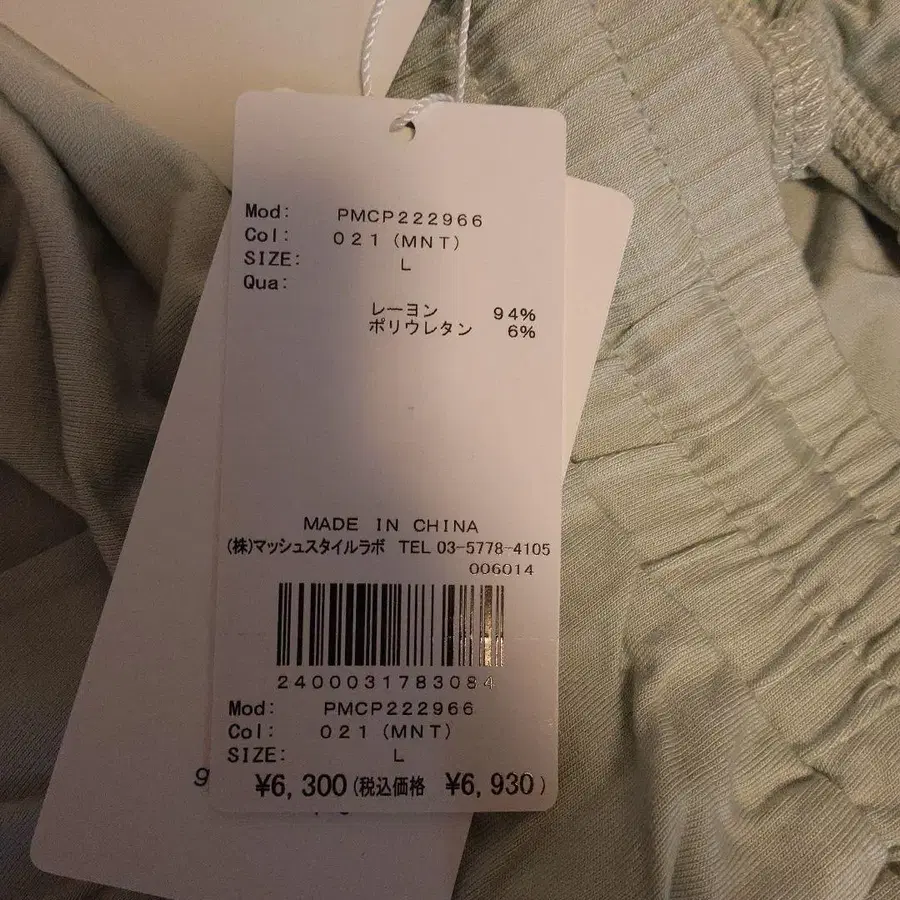 Mod: PMCP222966
Col: 021 (MNT)
SIZE: L
Qua:
レーヨン 94%
ポリウレタン 6%
MADE IN CHINA
(株)マッシュスタイルラボ TEL 03-5778-4105
006014
2400031783084
Mod: PMCP222966
Col: 021 (MNT)
SIZE: L
¥6,300(税込価格 ¥6,930)
g